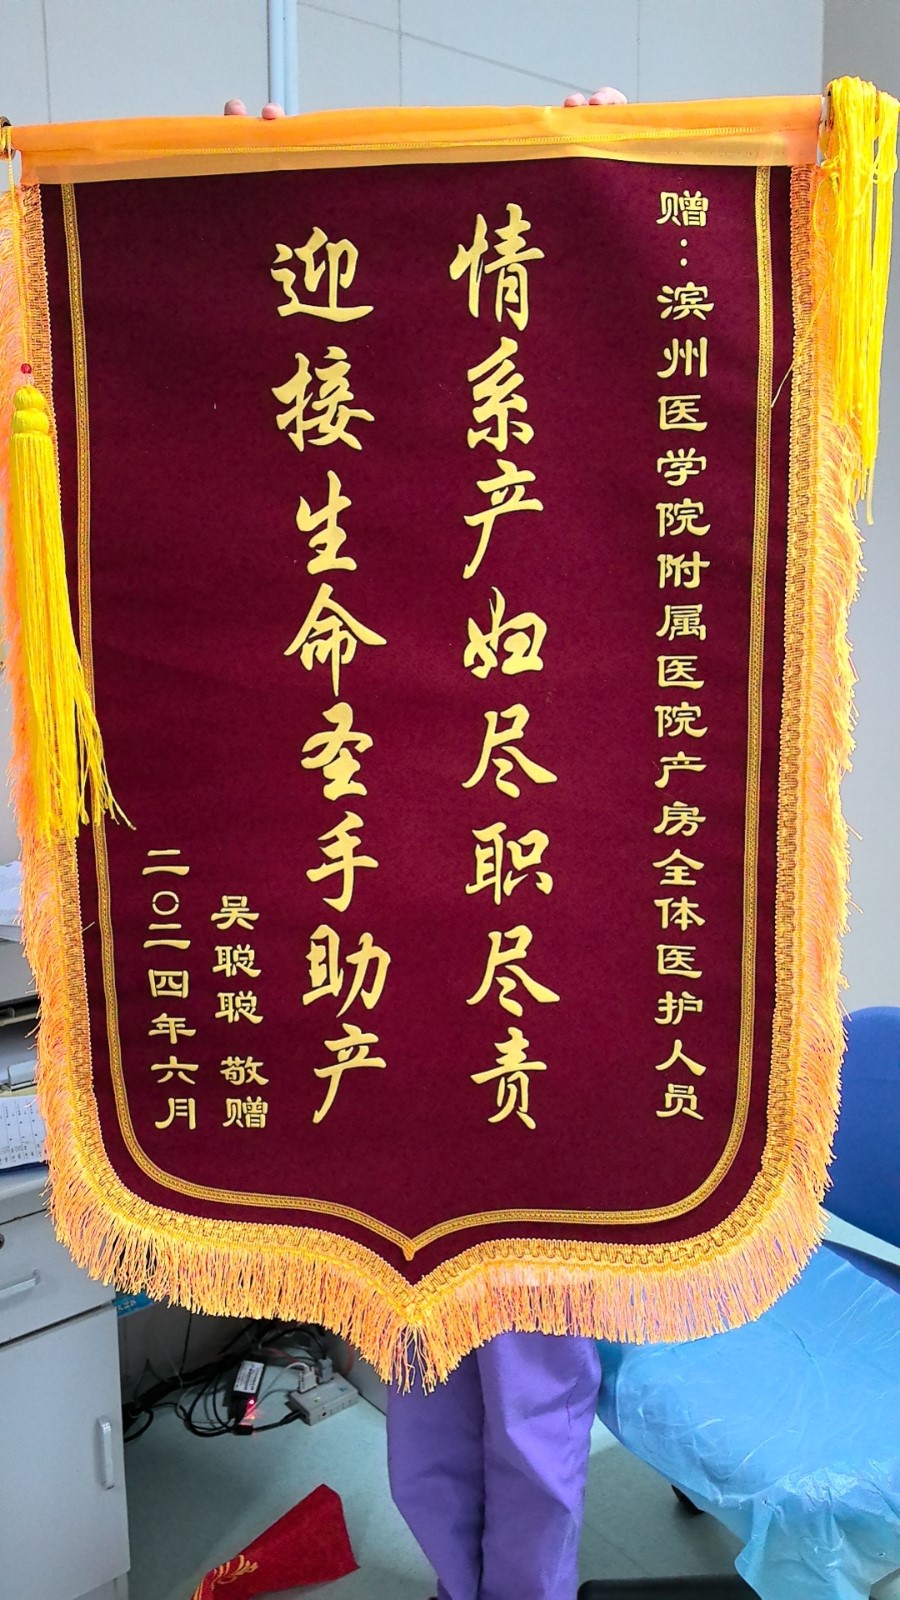 赠：滨州医学院附属医院产房全体医护人员
情系产妇尽职尽责
迎接生命圣手助产
吴聪聪 敬赠
二〇二四年六月